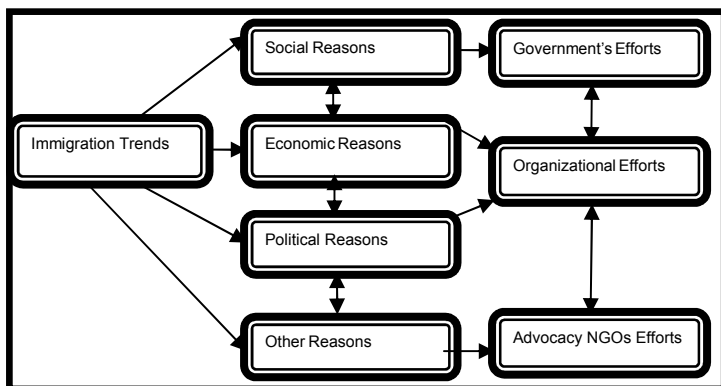 Social Reasons
Government's Efforts
Immigration Trends
Economic Reasons
Organizational Efforts
Political Reasons
Other Reasons
Advocacy NGOs Efforts